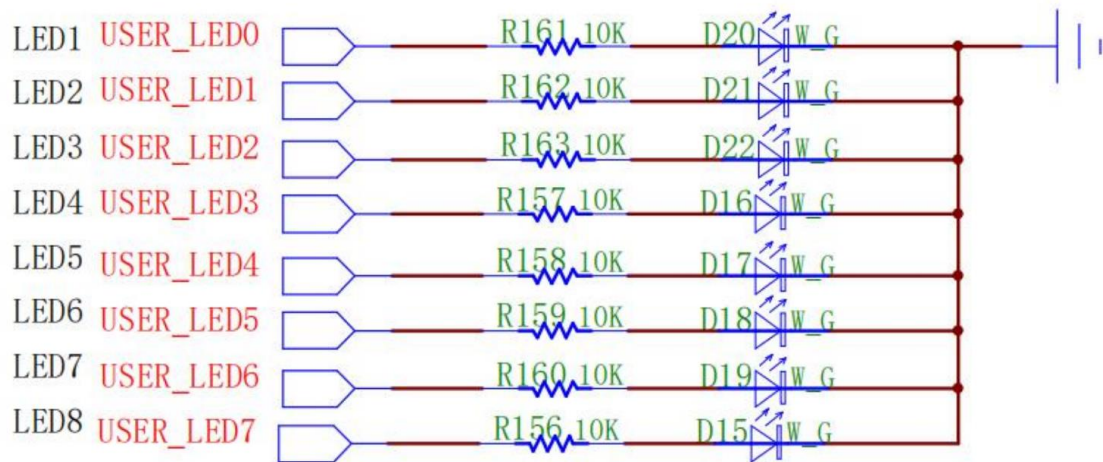 LED1 USER_LED0 R161 10K D20 W_G
LED2 USER_LED1 R162 10K D21 W_G
LED3 USER_LED2 R163 10K D22 W_G
LED4 USER_LED3 R157 10K D16 W_G
LED5 USER_LED4 R158 10K D17 W_G
LED6 USER_LED5 R159 10K D18 W_G
LED7 USER_LED6 R160 10K D19 W_G
LED8 USER_LED7 R156 10K D15 W_G